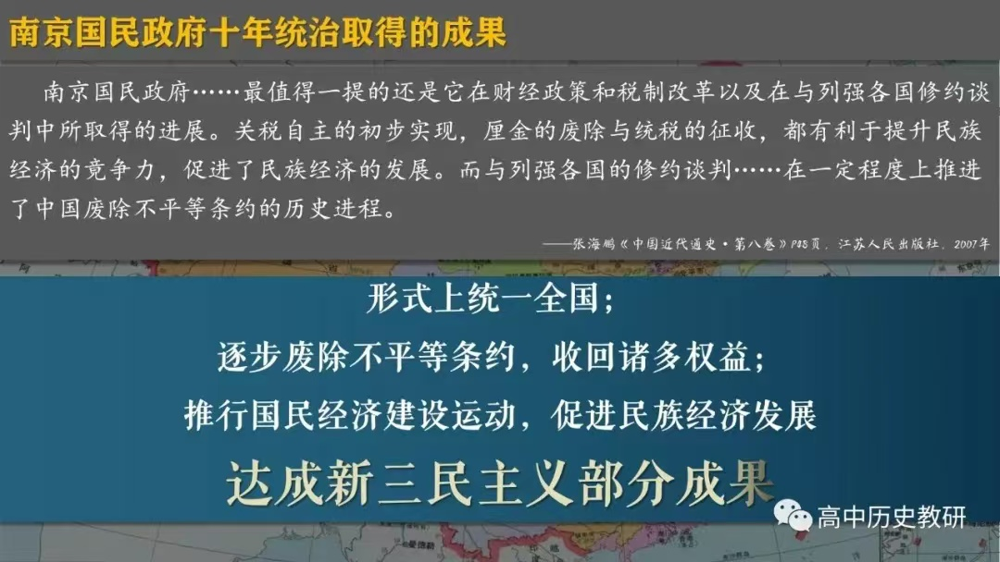 南京国民政府十年统治取得的成果
南京国民政府……最值得一提的还是它在财经政策和税制改革以及在与列强各国修约谈
判中所取得的进展。关税自主的初步实现，厘金的废除与统税的征收，都有利于提升民族
经济的竞争力，促进了民族经济的发展。而与列强各国的修约谈判……在一定程度上推进
了中国废除不平等条约的历史进程。
——张海鹏《中国近代通史·第八卷》P48页，江苏人民出版社，2007年
形式上统一全国；
逐步废除不平等条约，收回诸多权益；
推行国民经济建设运动，促进民族经济发展
达成新三民主义部分成果
高中历史教研